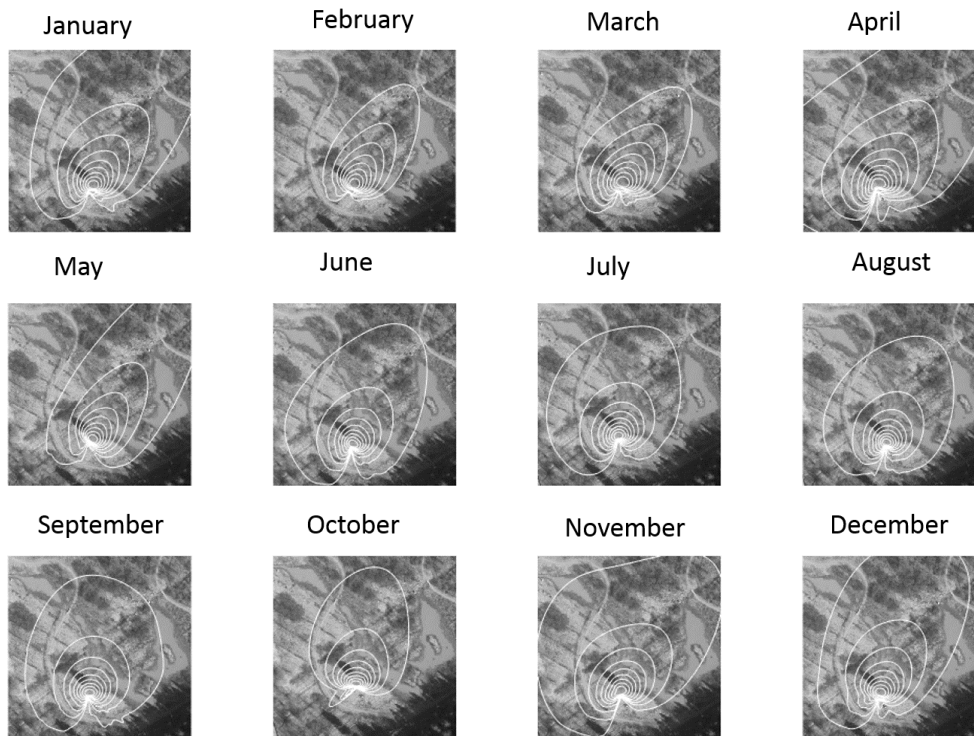 January
February
March
April
May
June
July
August
September
October
November
December